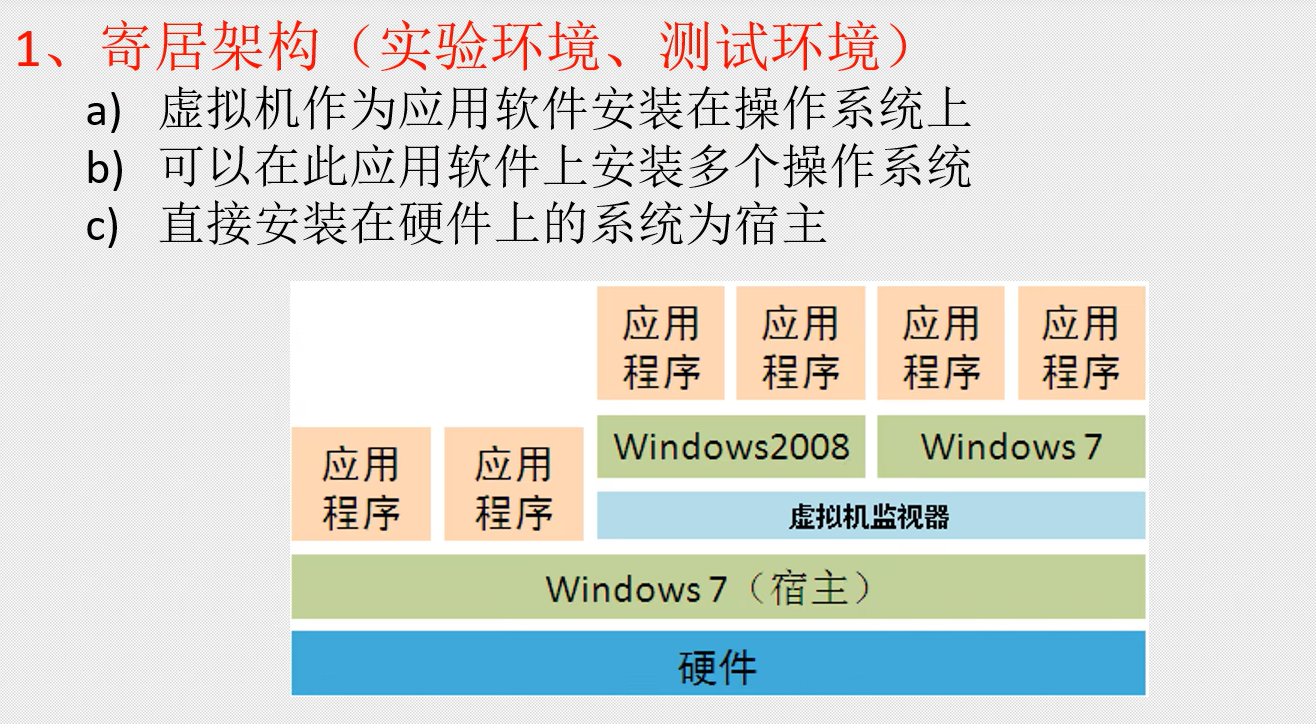 1、寄居架构（实验环境、测试环境）
a) 虚拟机作为应用软件安装在操作系统上
b) 可以在此应用软件上安装多个操作系统
c) 直接安装在硬件上的系统为宿主
应用 应用 应用 应用
程序 程序 程序 程序
Windows2008 Windows 7
应用 应用
程序 程序
虚拟机监视器
Windows 7（宿主）
硬件